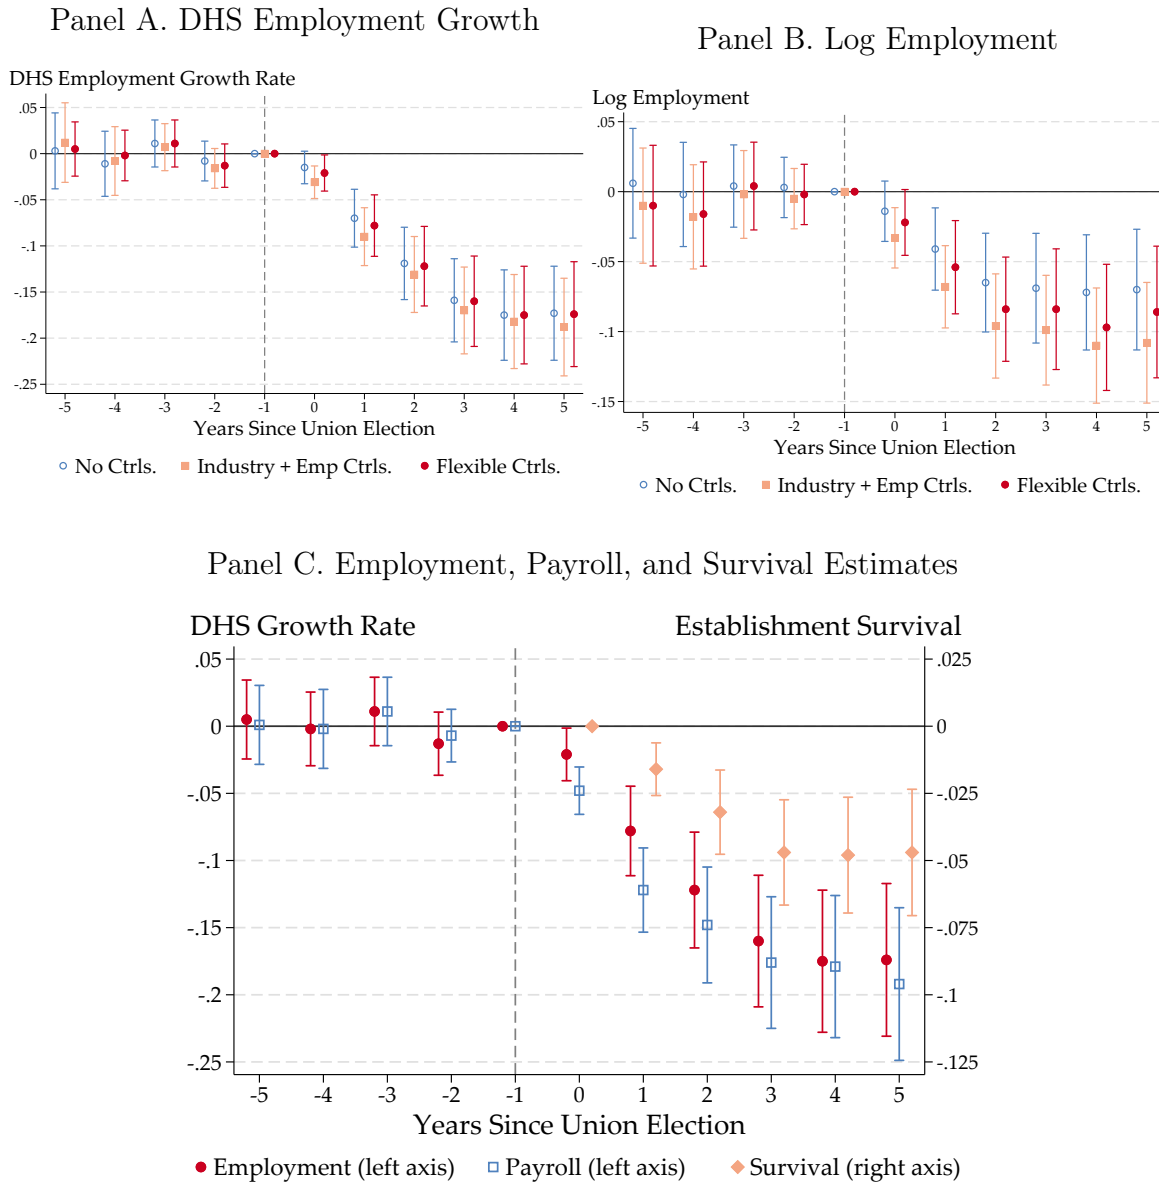 Panel A. DHS Employment Growth
DHS Employment Growth Rate
.05
0
-.05
-.1
-.15
-.2
-.25
-5 -4 -3 -2 -1 0 1 2 3 4 5
Years Since Union Election
No Ctrls. Industry + Emp Ctrls. Flexible Ctrls.
Panel B. Log Employment
Log Employment
.05
0
-.05
-.1
-.15
-5 -4 -3 -2 -1 0 1 2 3 4 5
Years Since Union Election
No Ctrls. Industry + Emp Ctrls. Flexible Ctrls.
Panel C. Employment, Payroll, and Survival Estimates
DHS Growth Rate Establishment Survival
.05 .025
0 0
-.05 -.025
-.1 -.05
-.15 -.075
-.2 -.1
-.25 -.125
-5 -4 -3 -2 -1 0 1 2 3 4 5
Years Since Union Election
Employment (left axis) Payroll (left axis) Survival (right axis)